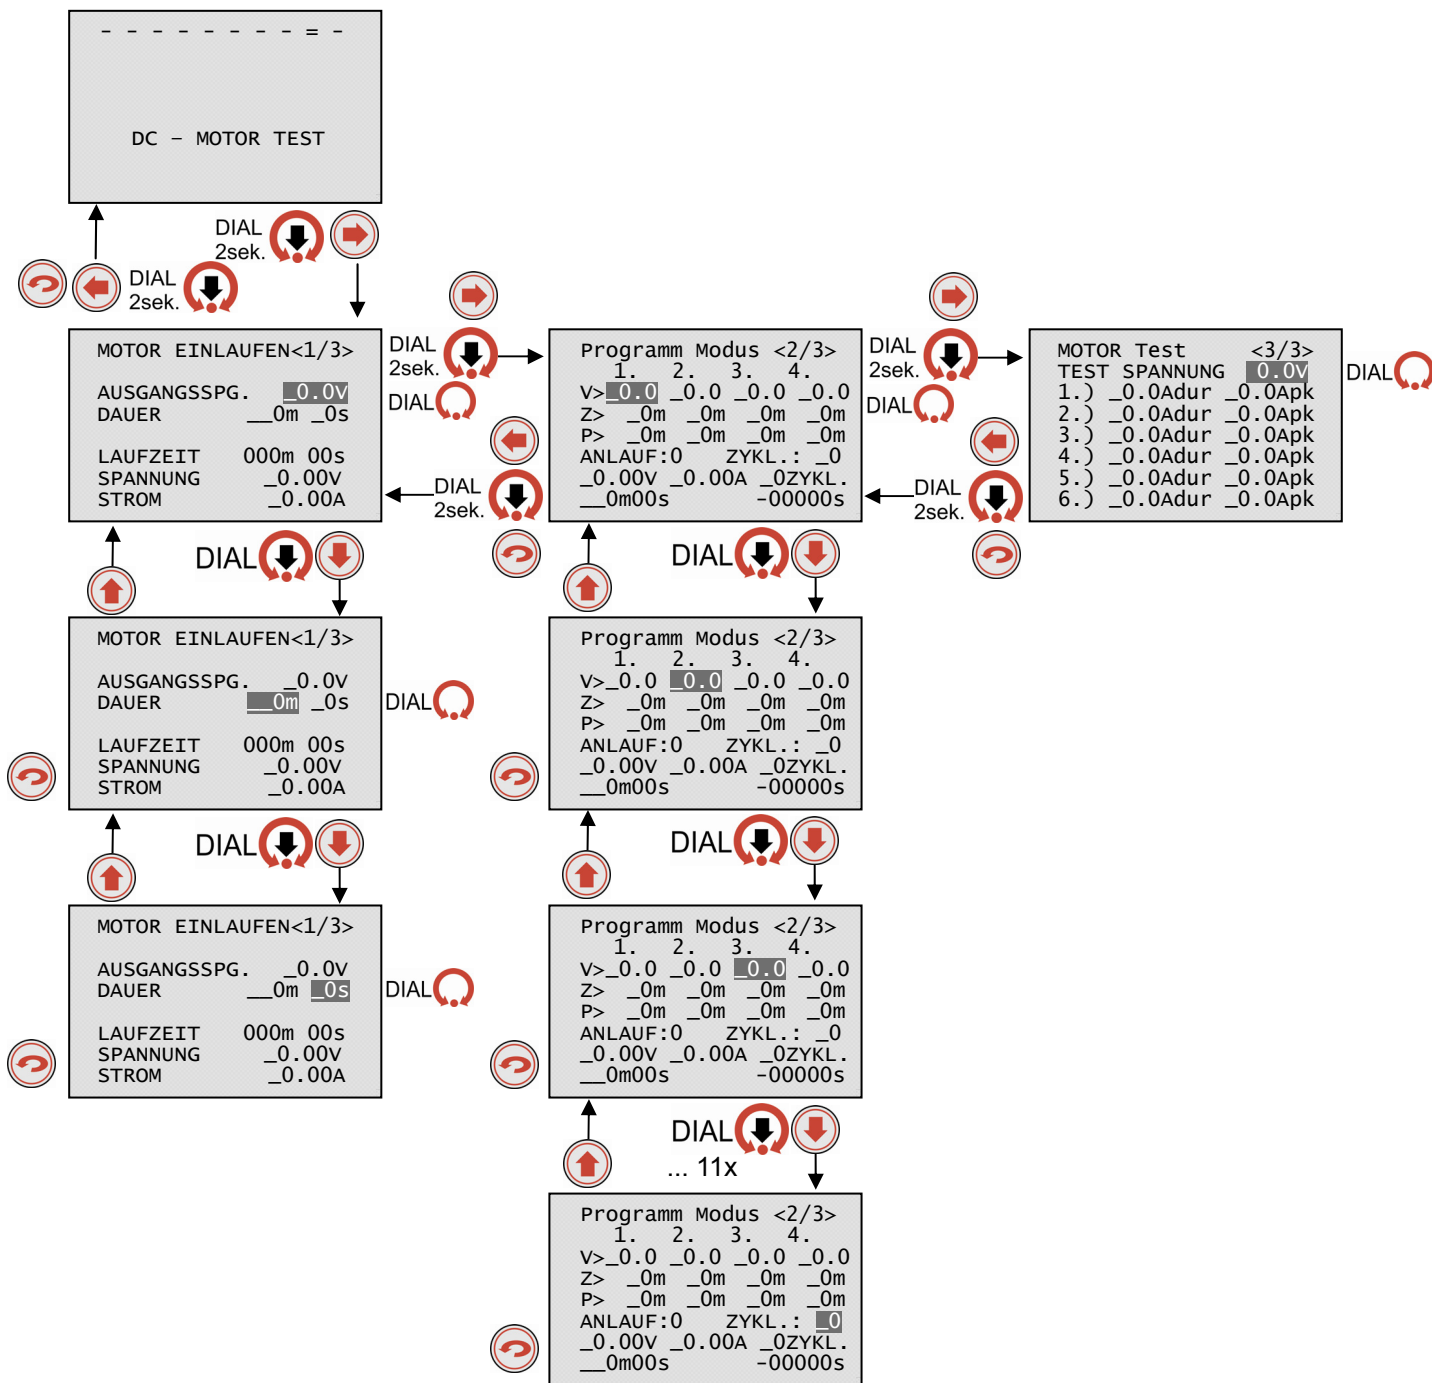 - - - - - - - - = -
DC - MOTOR TEST
DIAL
2sek.
DIAL
2sek.
MOTOR EINLAUFEN<1/3>
AUSGANGSSPG. _0.0V
DAUER __0m _0s
LAUFZEIT 000m 00s
SPANNUNG _0.00V
STROM _0.00A
DIAL
2sek.
DIAL
DIAL
2sek.
Programm Modus <2/3>
1. 2. 3. 4.
V>_0.0 _0.0 _0.0 _0.0
Z> _0m _0m _0m _0m
P> _0m _0m _0m _0m
ANLAUF:0 ZYKL.: _0
_0.00V _0.00A _0ZYKL.
__0m00s -00000s
DIAL
2sek.
DIAL
DIAL
2sek.
MOTOR Test <3/3>
TEST SPANNUNG _0.0V
1.) _0.0Adur _0.0Apk
2.) _0.0Adur _0.0Apk
3.) _0.0Adur _0.0Apk
4.) _0.0Adur _0.0Apk
5.) _0.0Adur _0.0Apk
6.) _0.0Adur _0.0Apk
DIAL
DIAL
DIAL
MOTOR EINLAUFEN<1/3>
AUSGANGSSPG. _0.0V
DAUER __0m _0s
LAUFZEIT 000m 00s
SPANNUNG _0.00V
STROM _0.00A
DIAL
Programm Modus <2/3>
1. 2. 3. 4.
V>_0.0 _0.0 _0.0 _0.0
Z> _0m _0m _0m _0m
P> _0m _0m _0m _0m
ANLAUF:0 ZYKL.: _0
_0.00V _0.00A _0ZYKL.
__0m00s -00000s
DIAL
DIAL
MOTOR EINLAUFEN<1/3>
AUSGANGSSPG. _0.0V
DAUER __0m _0s
LAUFZEIT 000m 00s
SPANNUNG _0.00V
STROM _0.00A
DIAL
Programm Modus <2/3>
1. 2. 3. 4.
V>_0.0 _0.0 _0.0 _0.0
Z> _0m _0m _0m _0m
P> _0m _0m _0m _0m
ANLAUF:0 ZYKL.: _0
_0.00V _0.00A _0ZYKL.
__0m00s -00000s
DIAL
... 11x
Programm Modus <2/3>
1. 2. 3. 4.
V>_0.0 _0.0 _0.0 _0.0
Z> _0m _0m _0m _0m
P> _0m _0m _0m _0m
ANLAUF:0 ZYKL.: _0
_0.00V _0.00A _0ZYKL.
__0m00s -00000s